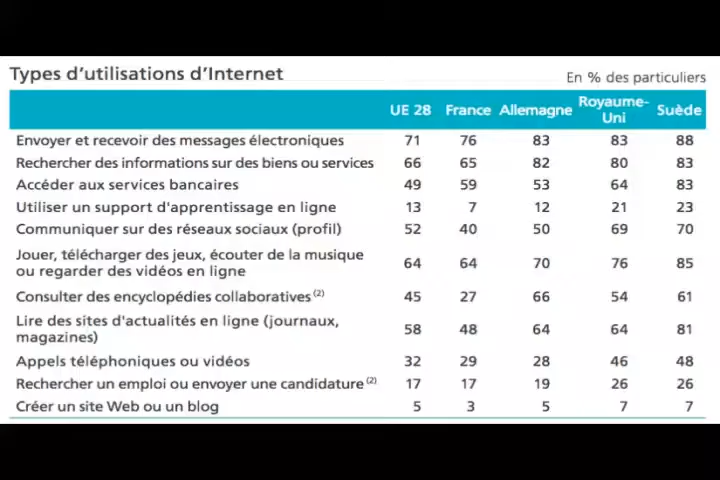 Types d'utilisations d'Internet
En % des particuliers
UE 28 France Allemagne Royaume-Uni Suède
Envoyer et recevoir des messages électroniques 71 76 83 83 88
Rechercher des informations sur des biens ou services 66 65 82 80 83
Accéder aux services bancaires 49 59 53 64 83
Utiliser un support d'apprentissage en ligne 13 7 12 21 23
Communiquer sur des réseaux sociaux (profil) 52 40 50 69 70
Jouer, télécharger des jeux, écouter de la musique
ou regarder des vidéos en ligne 64 64 70 76 85
Consulter des encyclopédies collaboratives (2) 45 27 66 54 61
Lire des sites d'actualités en ligne (journaux,
magazines) 58 48 64 64 81
Appels téléphoniques ou vidéos 32 29 28 46 48
Rechercher un emploi ou envoyer une candidature (2) 17 17 19 26 26
Créer un site Web ou un blog 5 3 5 7 7